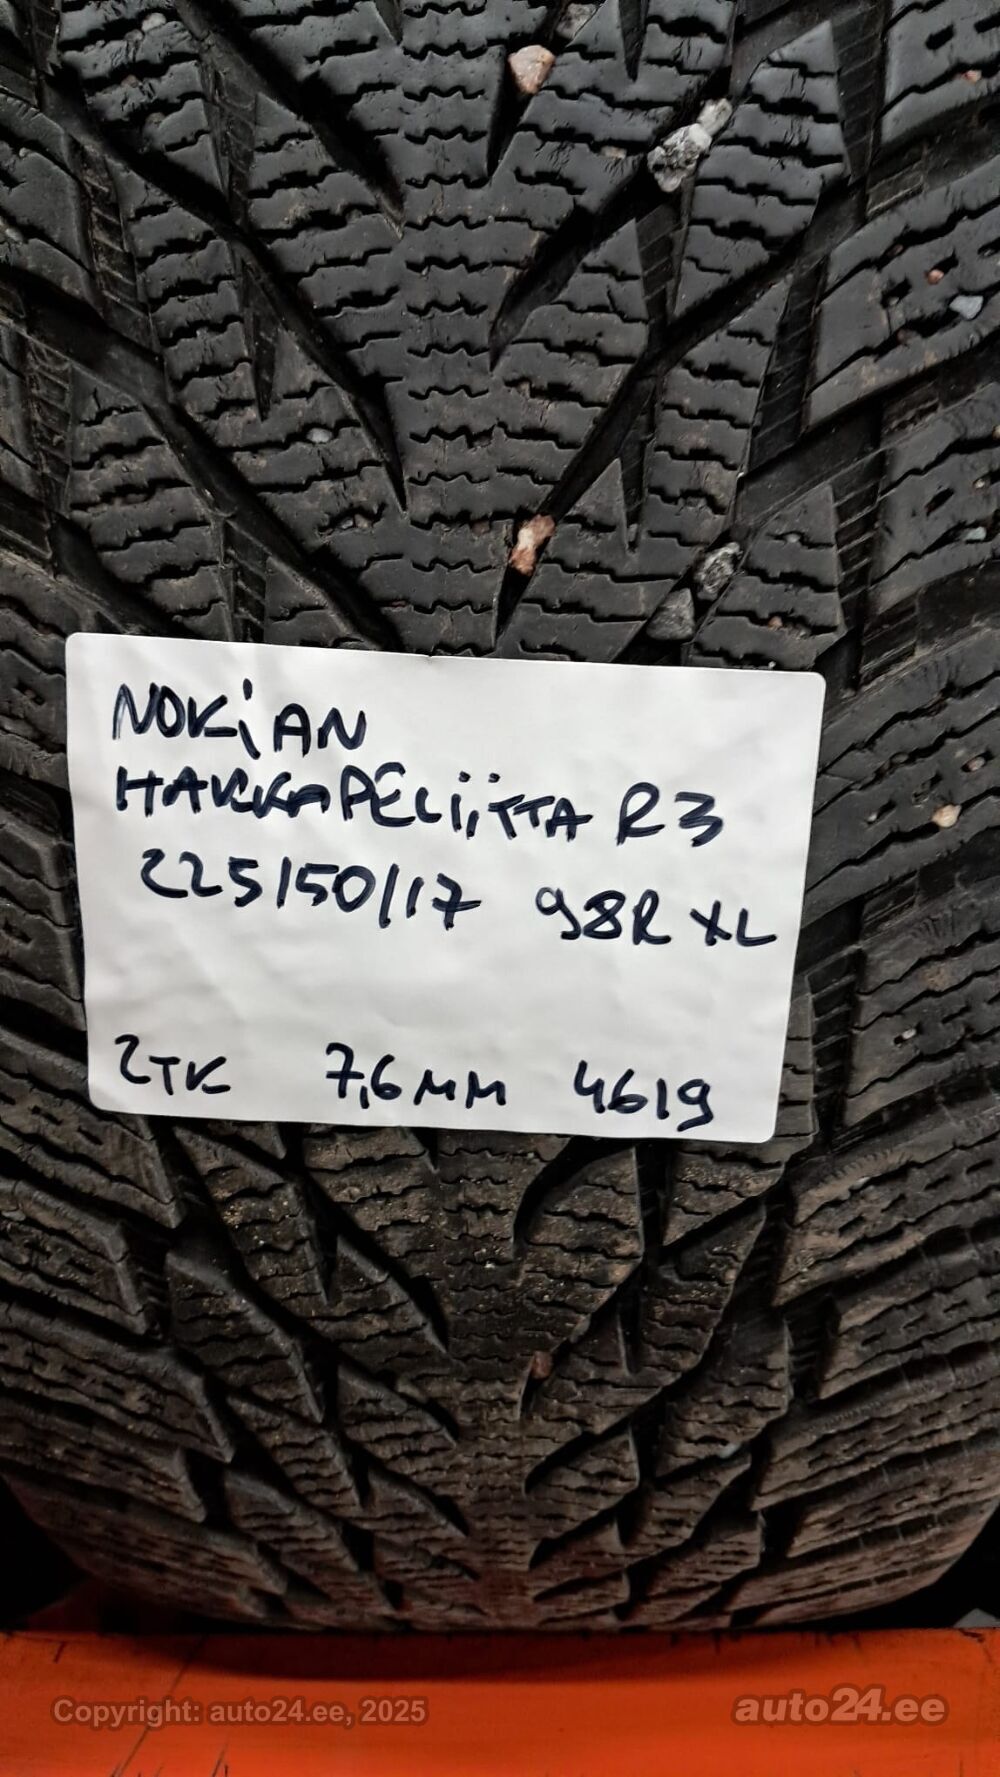 NOKiAN
HAKKAPELiiTTA R3
225/50/17 98R XL
2TK 7,6MM 4619
Copyright: auto24.ee, 2025 auto24.ee